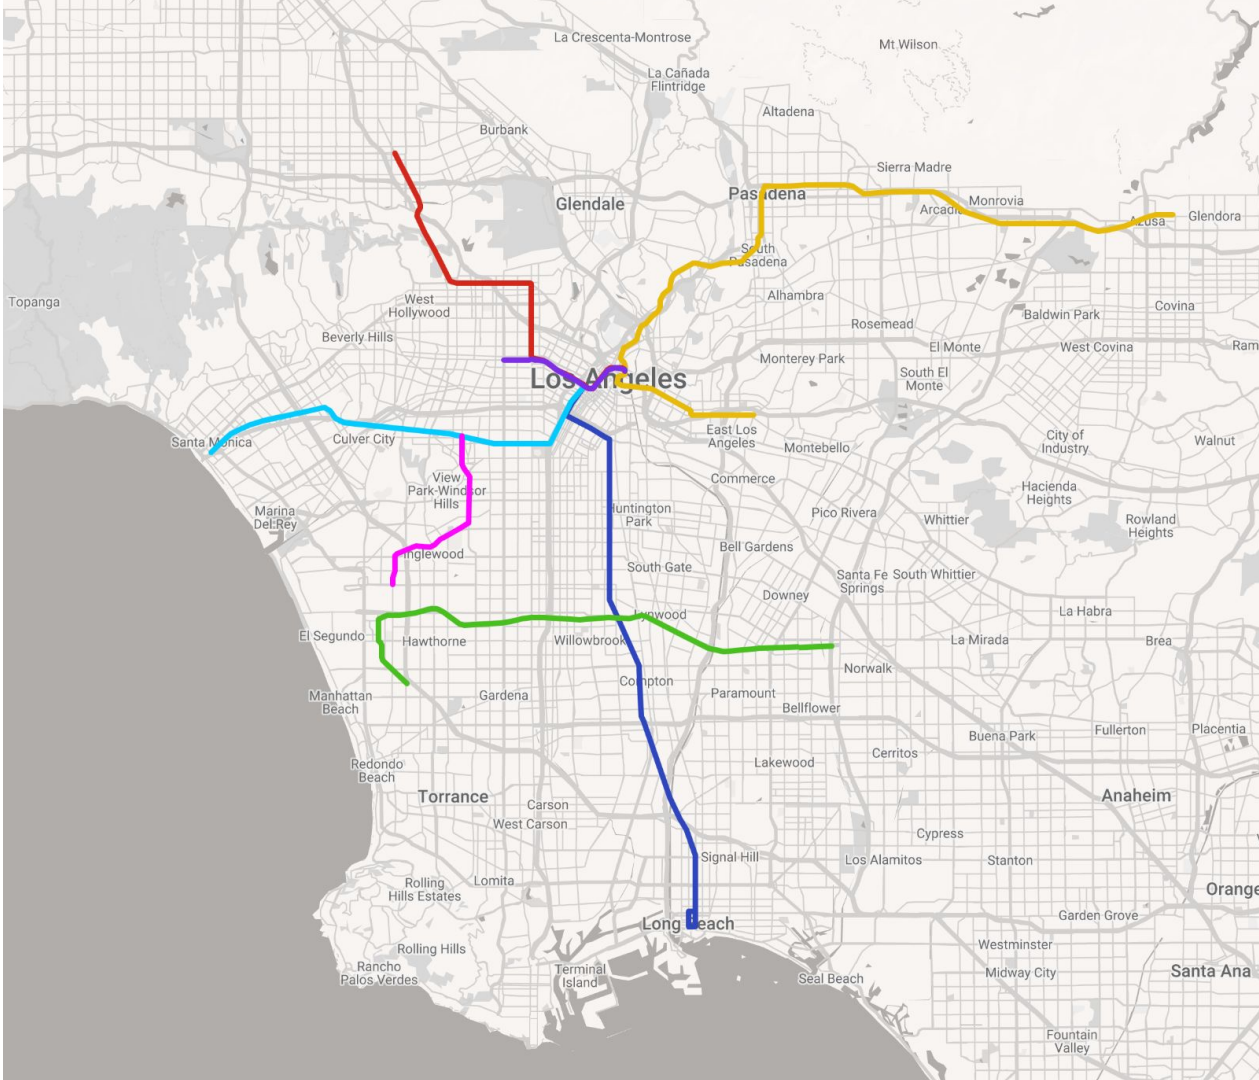 La Crescenta-Montrose
Mt Wilson
La Cañada
Flintridge
Altadena
Burbank
Sierra Madre
Pasadena
Monrovia
Glendale
Arcadia
Azusa
Glendora
South
Pasadena
Topanga
West
Hollywood
Alhambra
Covina
Baldwin Park
Rosemead
Beverly Hills
El Monte
West Covina
Ram
Monterey Park
Los Angeles
South El
Monte
Santa Monica
Culver City
East Los
Angeles
Montebello
City of
Industry
Walnut
View
Park-Windsor
Hills
Commerce
Hacienda
Heights
Marina
Del Rey
Huntington
Park
Pico Rivera
Whittier
Rowland
Heights
Inglewood
Bell Gardens
South Gate
Santa Fe
Springs
South Whittier
Downey
Lynwood
La Habra
El Segundo
Hawthorne
Willowbrook
La Mirada
Brea
Norwalk
Compton
Manhattan
Beach
Gardena
Paramount
Bellflower
Buena Park
Fullerton
Placentia
Cerritos
Redondo
Beach
Lakewood
Torrance
Carson
Anaheim
West Carson
Cypress
Signal Hill
Los Alamitos
Stanton
Rolling
Hills Estates
Lomita
Orange
Long Beach
Garden Grove
Rolling Hills
Westminster
Rancho
Palos Verdes
Terminal
Island
Seal Beach
Midway City
Santa Ana
Fountain
Valley